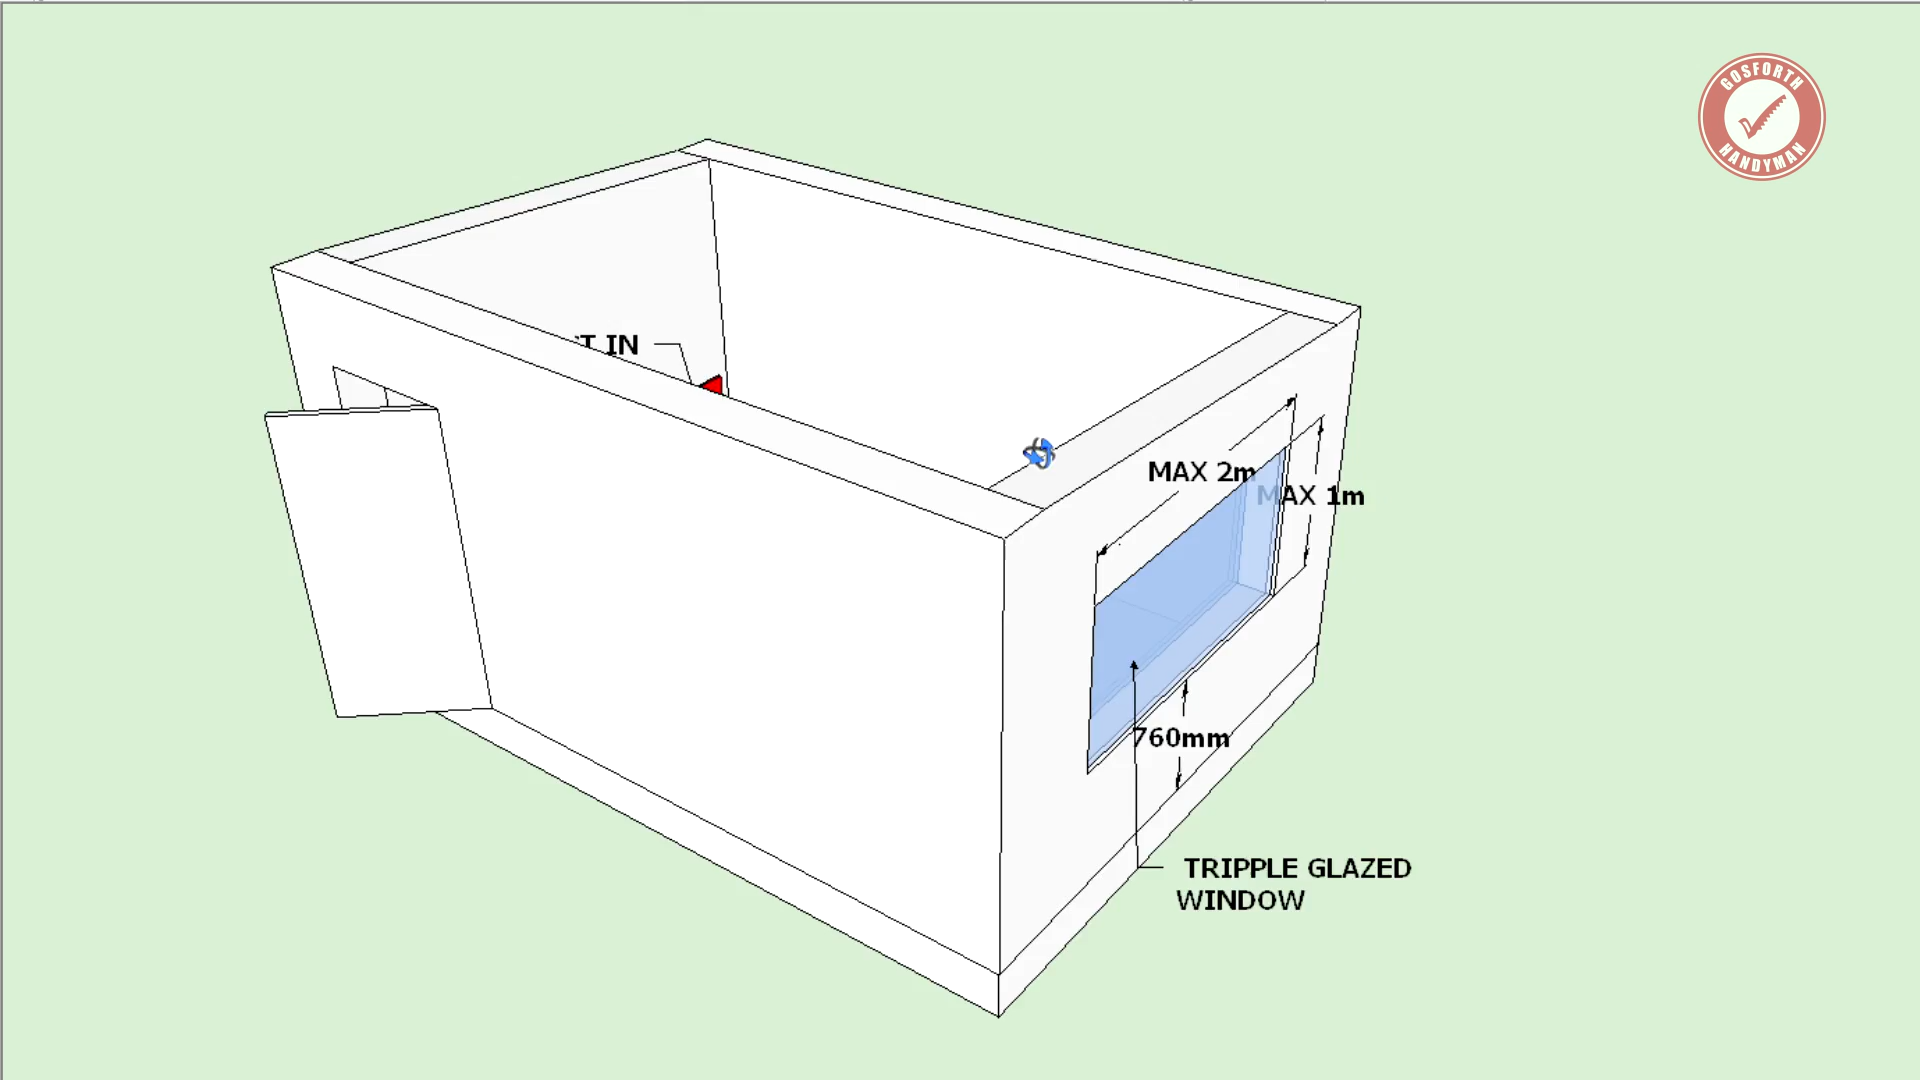 GOSFORTH
HANDYMAN
IN
MAX 2m
MAX 1m
760mm
TRIPPLE GLAZED
WINDOW